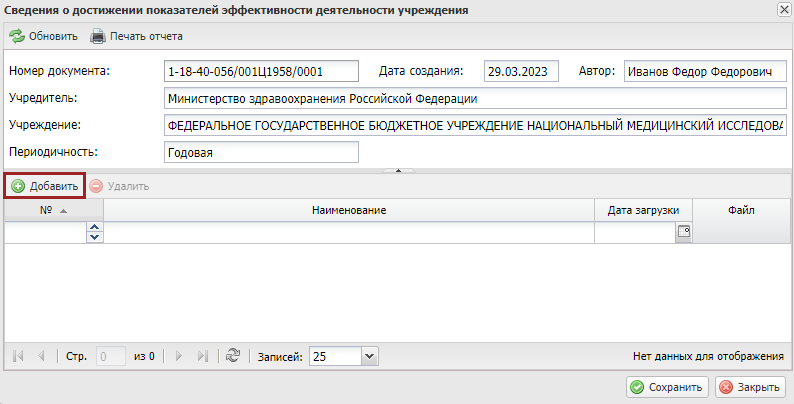 Сведения о достижении показателей эффективности деятельности учреждения
Обновить Печать отчета
Номер документа: 1-18-40-056/001Ц1958/0001 Дата создания: 29.03.2023 Автор: Иванов Федор Федорович
Учредитель: Министерство здравоохранения Российской Федерации
Учреждение: ФЕДЕРАЛЬНОЕ ГОСУДАРСТВЕННОЕ БЮДЖЕТНОЕ УЧРЕЖДЕНИЕ НАЦИОНАЛЬНЫЙ МЕДИЦИНСКИЙ ИССЛЕДОВА
Периодичность: Годовая
Добавить Удалить
№ Наименование Дата загрузки Файл
Стр. 0 из 0 Записей: 25 Нет данных для отображения
Сохранить Закрыть